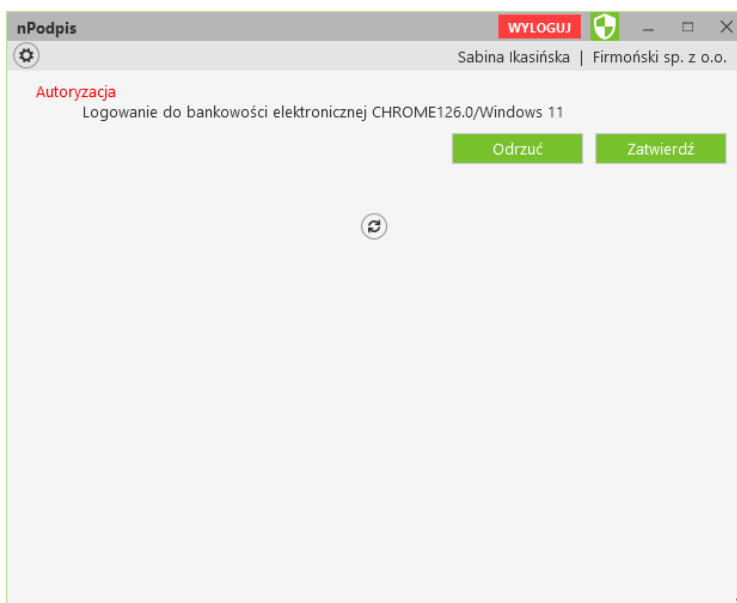 nPodpis WYLOGUJ
Sabina Ikasińska | Firmoński sp. z o.o.
Autoryzacja
Logowanie do bankowości elektronicznej CHROME126.0/Windows 11
Odrzuć Zatwierdź